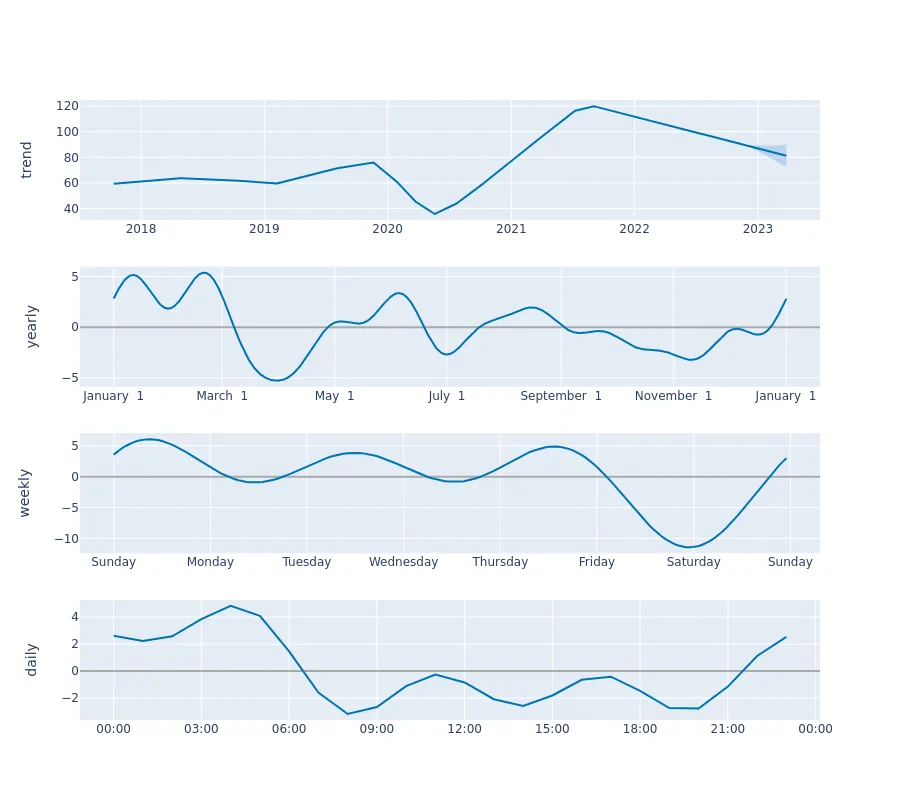 trend
120
100
80
60
40
2018 2019 2020 2021 2022 2023
yearly
5
0
−5
January 1 March 1 May 1 July 1 September 1 November 1 January 1
weekly
5
0
−5
−10
Sunday Monday Tuesday Wednesday Thursday Friday Saturday Sunday
daily
4
2
0
−2
00:00 03:00 06:00 09:00 12:00 15:00 18:00 21:00 00:00